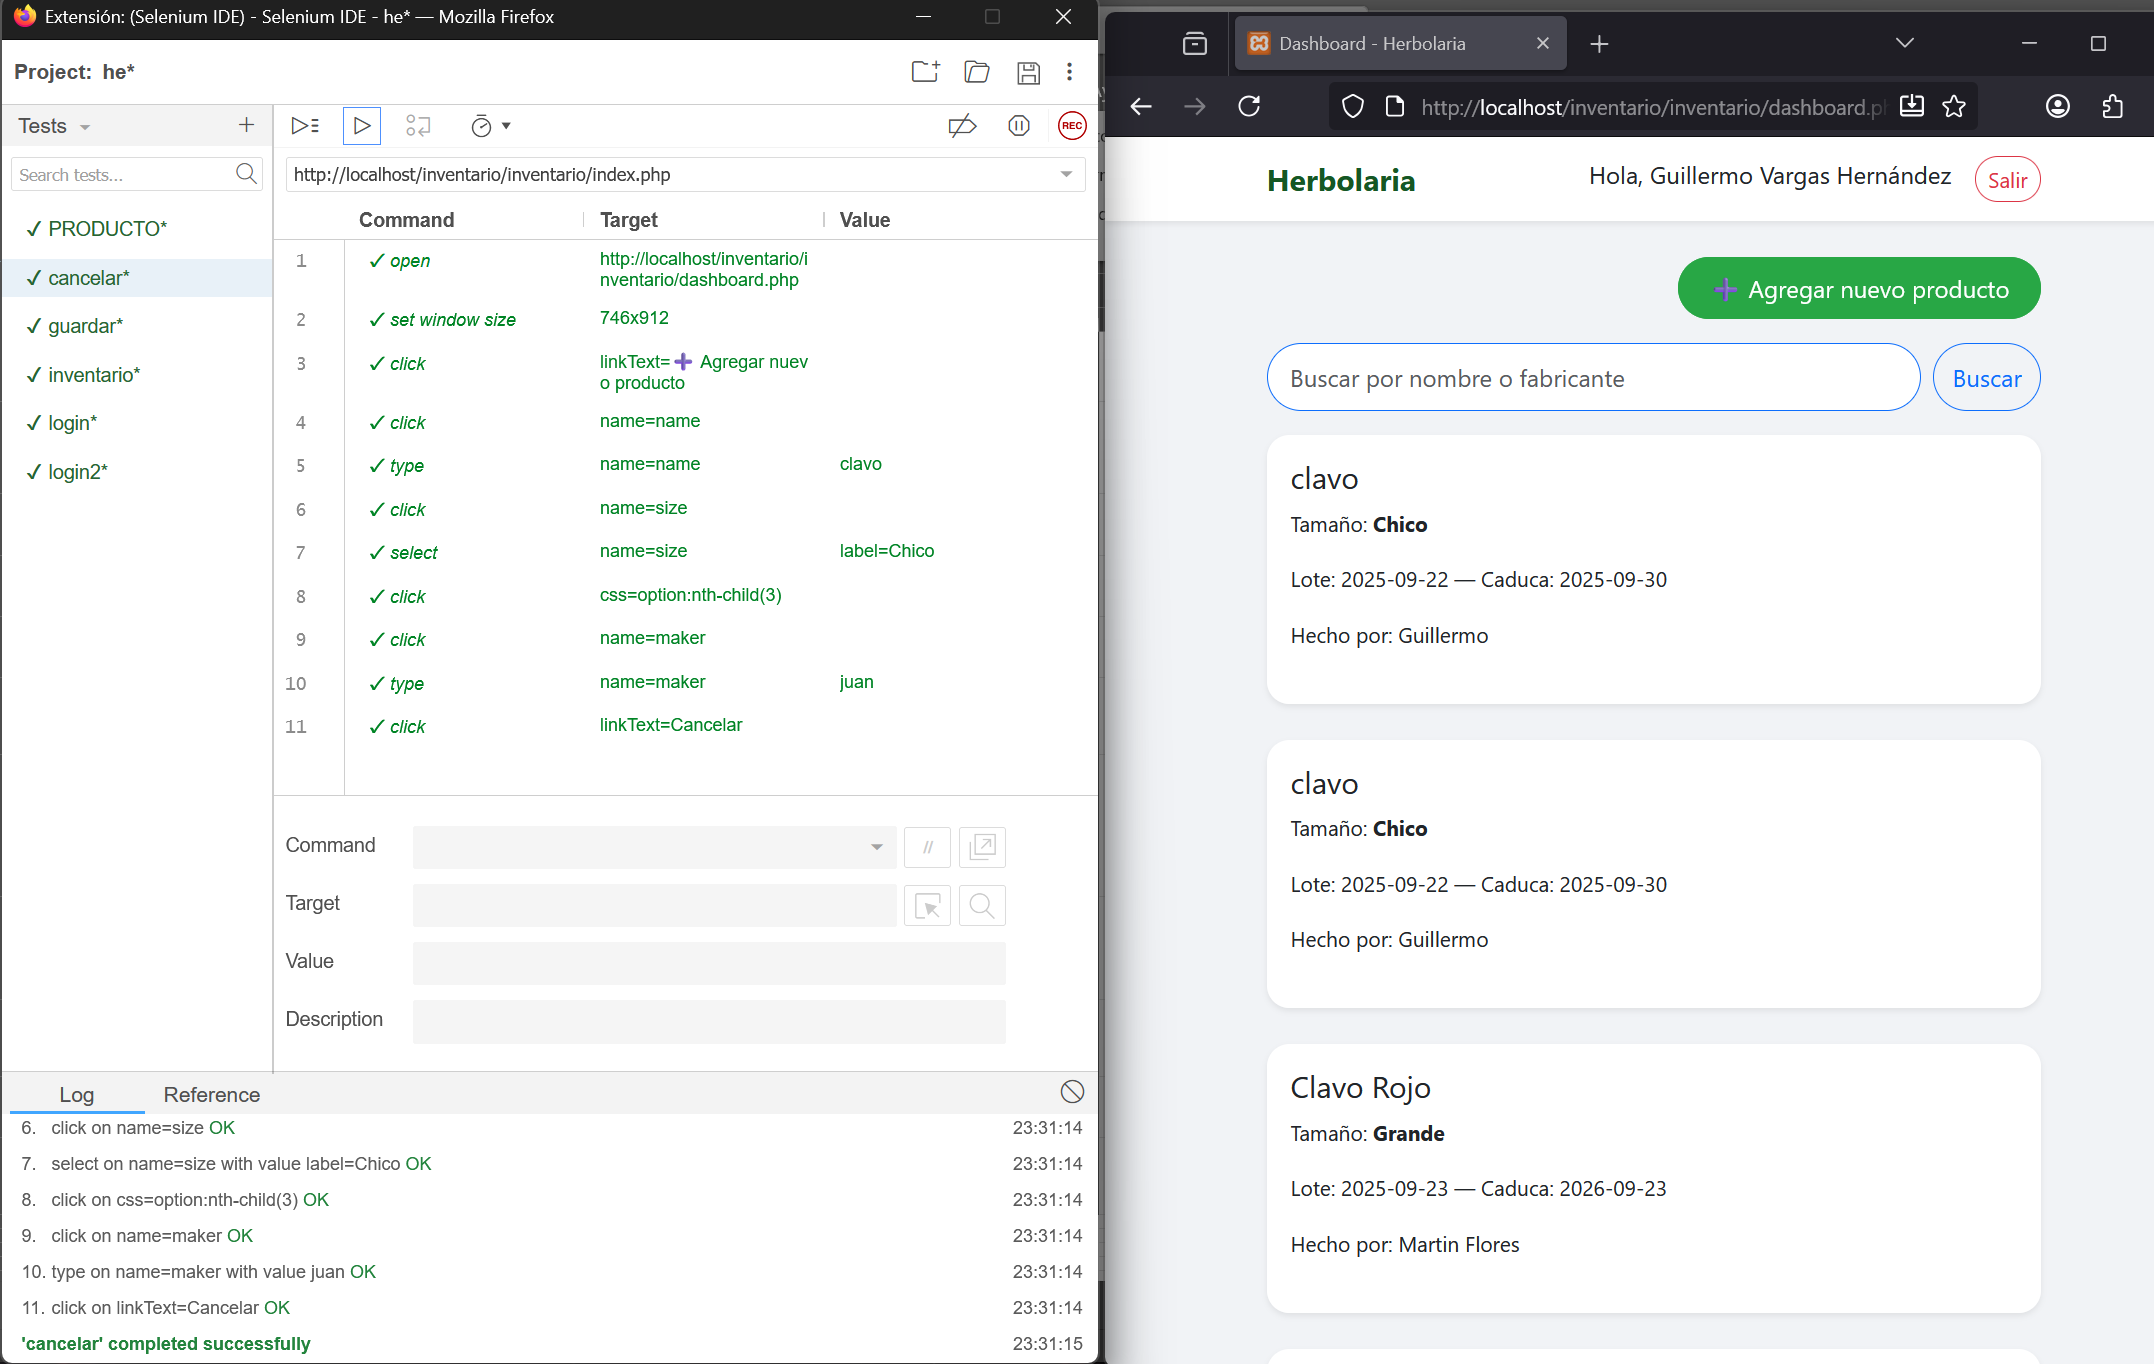 Extensión: (Selenium IDE) - Selenium IDE - he* — Mozilla Firefox
Project: he*
Tests
Search tests...
✓ PRODUCTO*
✓ cancelar*
✓ guardar*
✓ inventario*
✓ login*
✓ login2*
REC
http://localhost/inventario/inventario/index.php
Command Target Value
1 ✓ open http://localhost/inventario/i
nventario/dashboard.php
2 ✓ set window size 746x912
3 ✓ click linkText=➕ Agregar nuev
o producto
4 ✓ click name=name
5 ✓ type name=name clavo
6 ✓ click name=size
7 ✓ select name=size label=Chico
8 ✓ click css=option:nth-child(3)
9 ✓ click name=maker
10 ✓ type name=maker juan
11 ✓ click linkText=Cancelar
Command //
Target
Value
Description
Log Reference
6. click on name=size OK 23:31:14
7. select on name=size with value label=Chico OK 23:31:14
8. click on css=option:nth-child(3) OK 23:31:14
9. click on name=maker OK 23:31:14
10. type on name=maker with value juan OK 23:31:14
11. click on linkText=Cancelar OK 23:31:14
'cancelar' completed successfully 23:31:15
Dashboard - Herbolaria
http://localhost/inventario/inventario/dashboard.p
Herbolaria Hola, Guillermo Vargas Hernández Salir
➕ Agregar nuevo producto
Buscar por nombre o fabricante Buscar
clavo
Tamaño: Chico
Lote: 2025-09-22 — Caduca: 2025-09-30
Hecho por: Guillermo
clavo
Tamaño: Chico
Lote: 2025-09-22 — Caduca: 2025-09-30
Hecho por: Guillermo
Clavo Rojo
Tamaño: Grande
Lote: 2025-09-23 — Caduca: 2026-09-23
Hecho por: Martin Flores